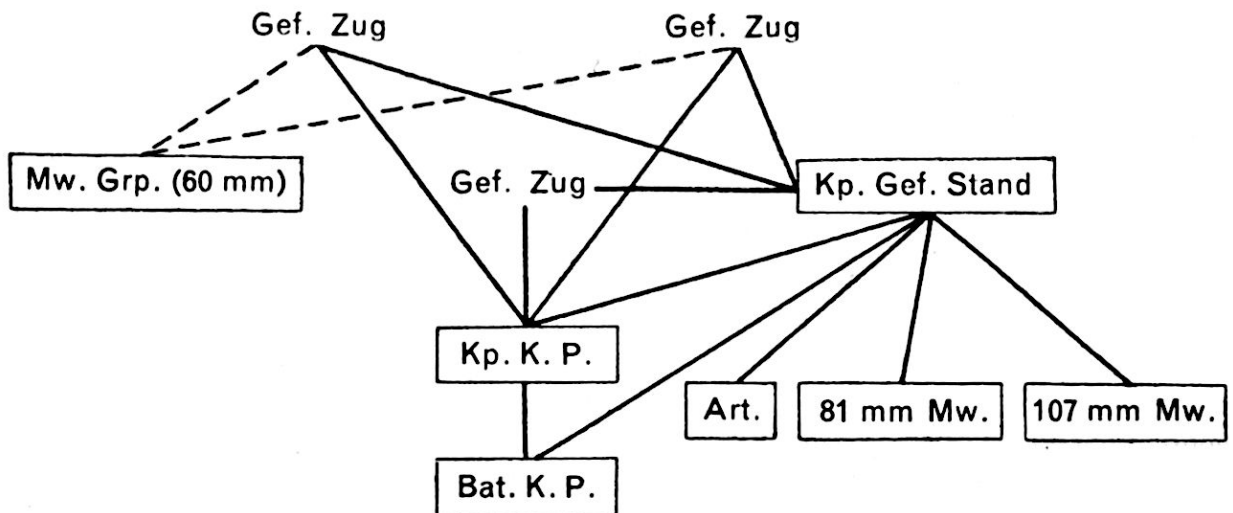 Gef. Zug
Gef. Zug
Mw. Grp. (60 mm)
Gef. Zug
Kp. Gef. Stand
Kp. K. P.
Art.
81 mm Mw.
107 mm Mw.
Bat. K. P.